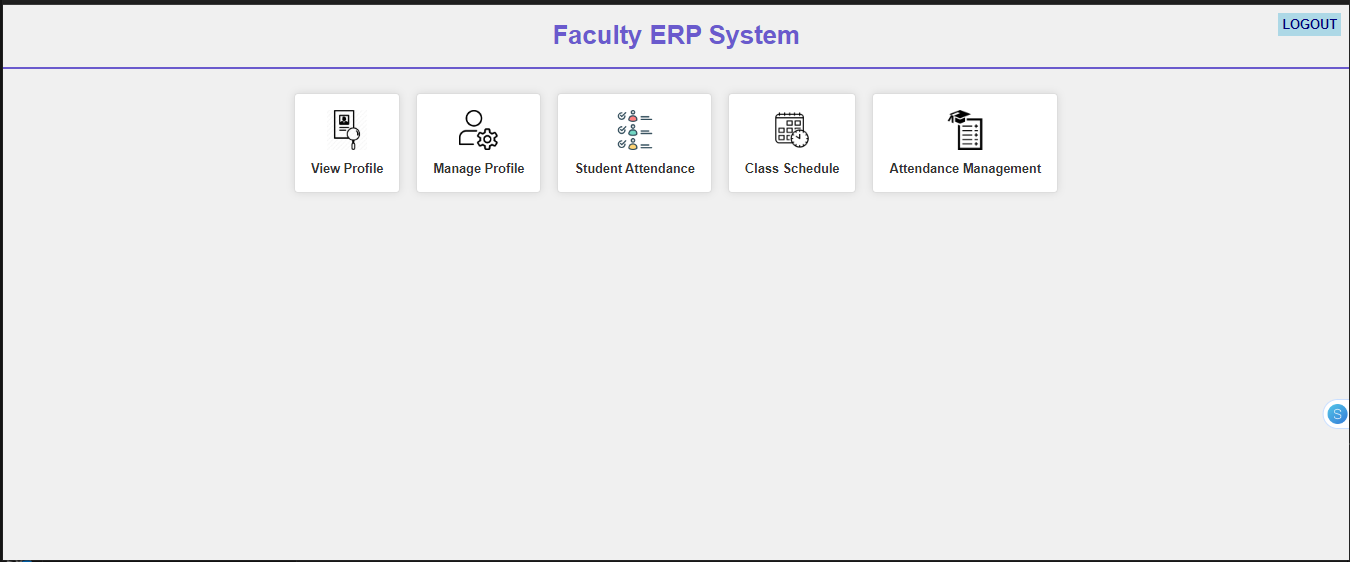 LOGOUT
Faculty ERP System
View Profile
Manage Profile
Student Attendance
Class Schedule
Attendance Management
S